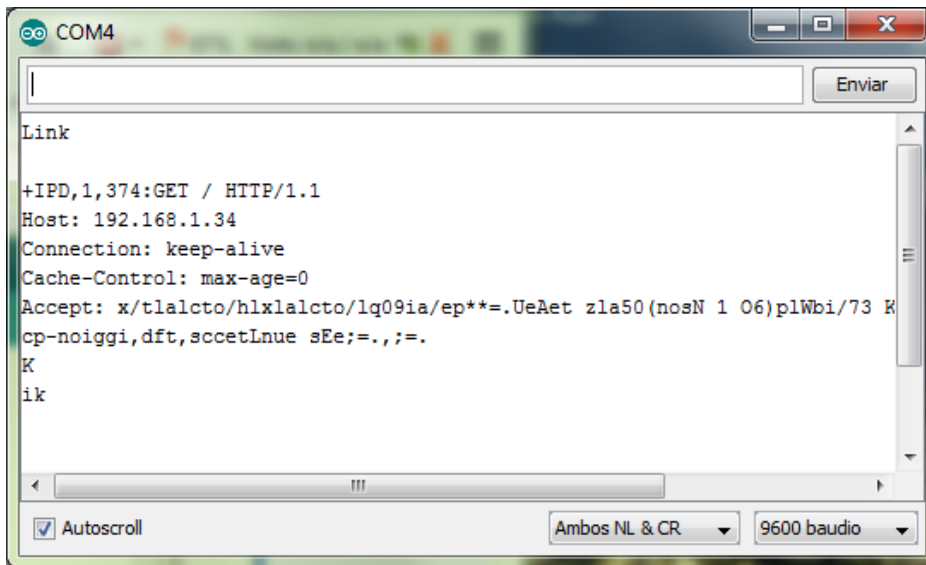 COM4
Enviar
Link
+IPD,1,374:GET / HTTP/1.1
Host: 192.168.1.34
Connection: keep-alive
Cache-Control: max-age=0
Accept: x/tlalcto/hlxlalcto/lq09ia/ep**=.UeAet zla50(nosN 1 O6)plWbi/73 K
cp-noiggi,dft,sccetLnue sEe;=.,;=.
K
ik
Autoscroll
Ambos NL & CR
9600 baudio